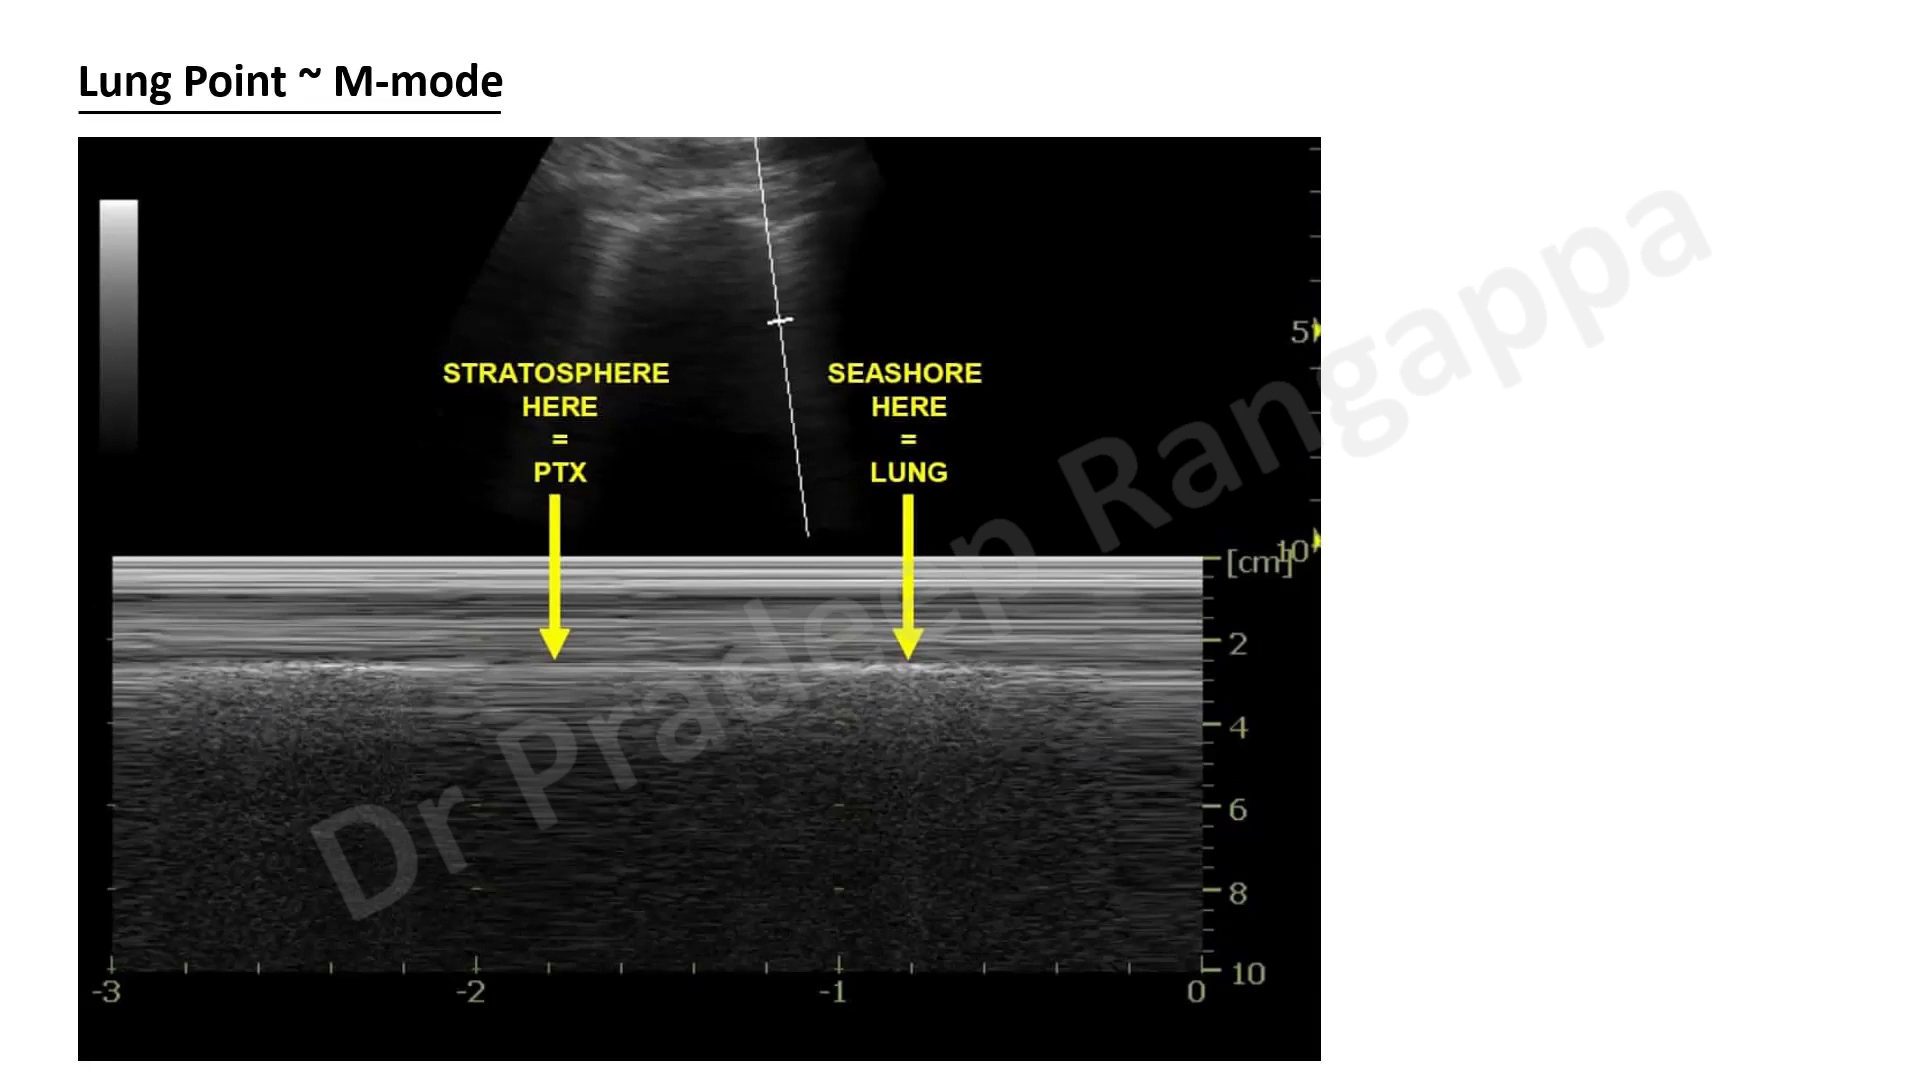 Lung Point ~ M-mode
5
STRATOSPHERE
HERE
=
PTX
SEASHORE
HERE
=
LUNG
10
[cm]
2
4
6
8
10
-3 -2 -1 0
Dr Pradeep Rangappa